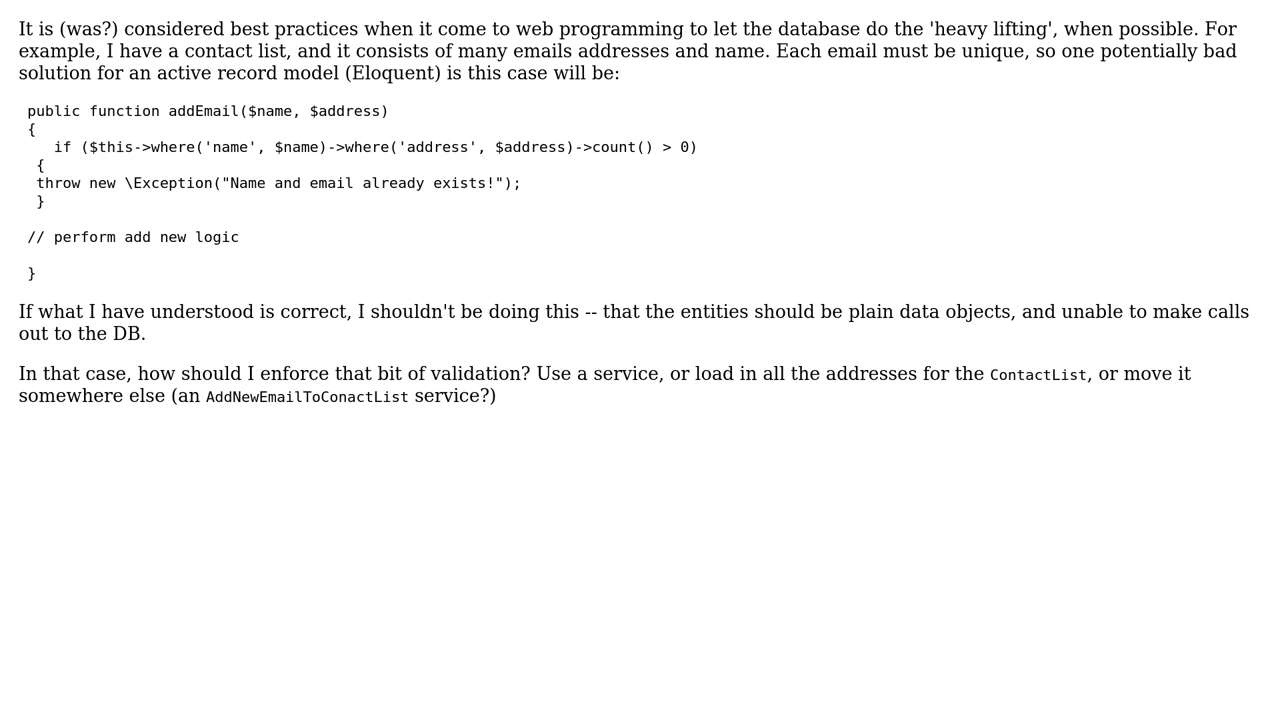 It is (was?) considered best practices when it come to web programming to let the database do the 'heavy lifting', when possible. For
example, I have a contact list, and it consists of many emails addresses and name. Each email must be unique, so one potentially bad
solution for an active record model (Eloquent) is this case will be:
public function addEmail($name, $address)
{
if ($this->where('name', $name)->where('address', $address)->count() > 0)
{
throw new \Exception("Name and email already exists!");
}
// perform add new logic
}
If what I have understood is correct, I shouldn't be doing this -- that the entities should be plain data objects, and unable to make calls
out to the DB.
In that case, how should I enforce that bit of validation? Use a service, or load in all the addresses for the ContactList, or move it
somewhere else (an AddNewEmailToConactList service?)